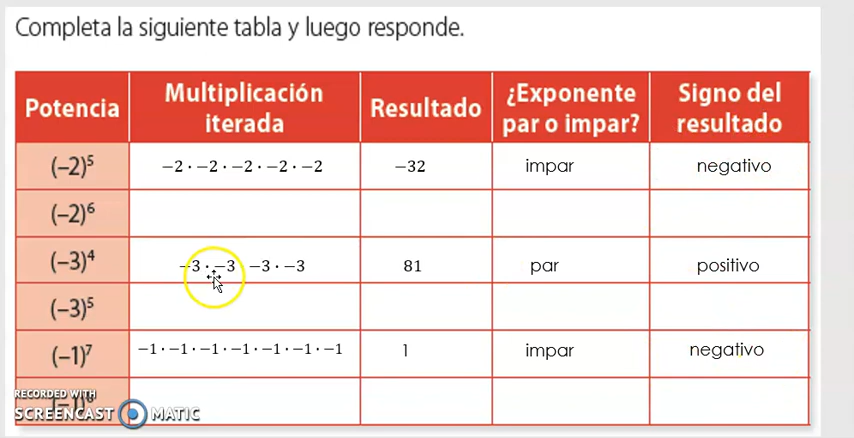 Completa la siguiente tabla y luego responde.
Potencia
Multiplicación
iterada
Resultado
¿Exponente
par o impar?
Signo del
resultado
(–2)⁵
−2 · −2 · −2 · −2 · −2
−32
impar
negativo
(–2)⁶
(–3)⁴
−3 · −3 −3 · −3
81
par
positivo
(–3)⁵
(–1)⁷
−1 · −1 · −1 · −1 · −1 · −1 · −1
1
impar
negativo
RECORDED WITH
SCREENCAST MATIC